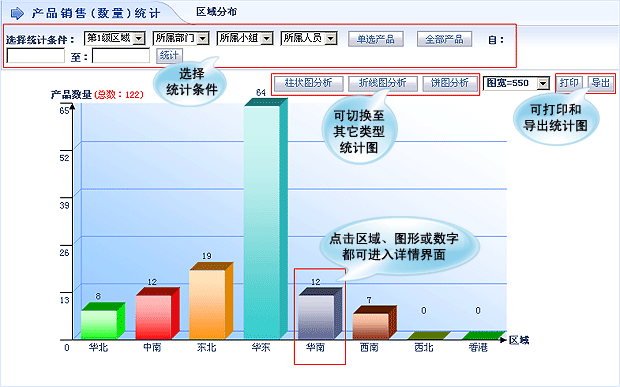 产品销售(数量)统计 区域分布
选择统计条件： 第1级区域 所属部门 所属小组 所属人员 单选产品 全部产品 自：
至： 统计
选择
统计条件
柱状图分析 折线图分析 饼图分析 图宽=550 打印 导出
可切换至
其它类型
统计图
可打印和
导出统计图
产品数量(总数：122)
65
52
39
26
13
0
8
12
19
64
12
7
0
0
点击区域、图形或数字
都可进入详情界面
华北 中南 东北 华东 华南 西南 西北 香港 区域